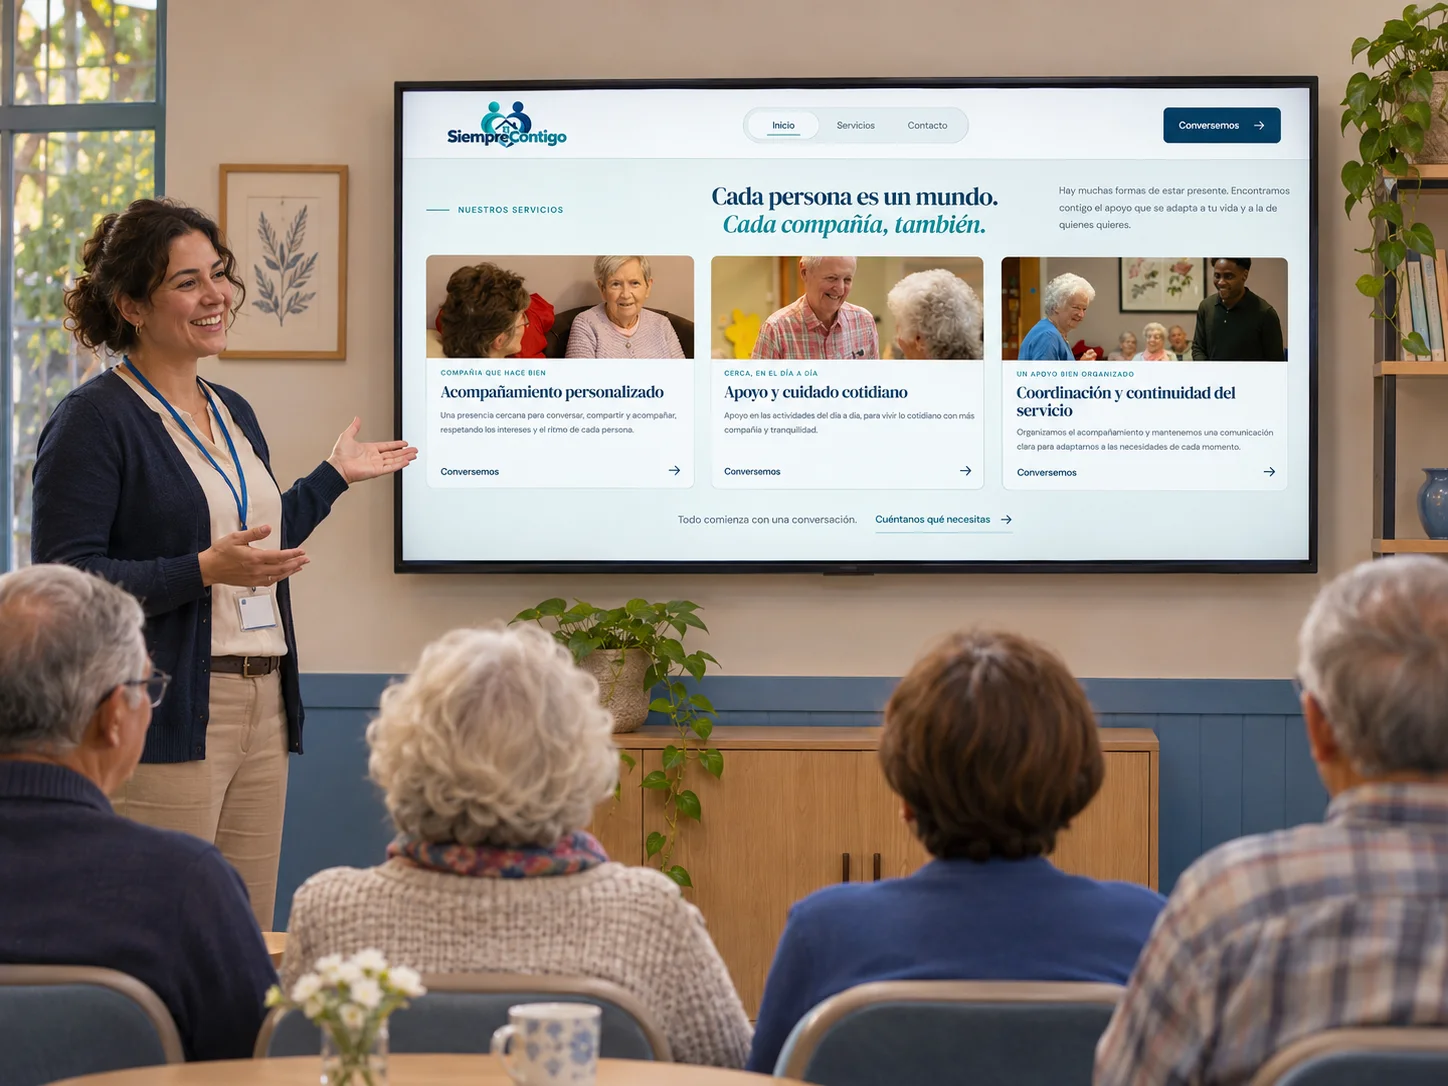 SiempreContigo
Inicio
Servicios
Contacto
Conversemos
NUESTROS SERVICIOS
Cada persona es un mundo.
Cada compañía, también.
Hay muchas formas de estar presente. Encontramos
contigo el apoyo que se adapta a tu vida y a la de
quienes quieres.
COMPAÑÍA QUE HACE BIEN
Acompañamiento personalizado
Una presencia cercana para conversar, compartir y acompañar,
respetando los intereses y el ritmo de cada persona.
Conversemos
CERCA, EN EL DÍA A DÍA
Apoyo y cuidado cotidiano
Apoyo en las actividades del día a día, para vivir lo cotidiano con más
compañía y tranquilidad.
Conversemos
UN APOYO BIEN ORGANIZADO
Coordinación y continuidad del
servicio
Organizamos el acompañamiento y mantenemos una comunicación
clara para adaptarnos a las necesidades de cada momento.
Conversemos
Todo comienza con una conversación.
Cuéntanos qué necesitas